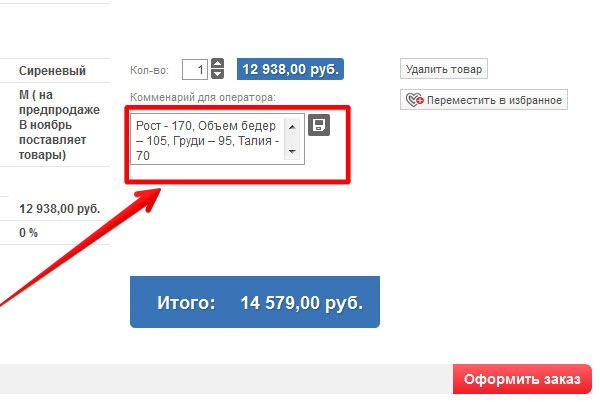 Сиреневый
Кол-во: 1 12 938,00 руб.
Удалить товар
М ( на
предпродаже
В ноябрь
поставляет
товары)
Комменарий для оператора:
Переместить в избранное
Рост - 170, Объем бедер
– 105, Груди – 95, Талия -
70
12 938,00 руб.
0 %
Итого: 14 579,00 руб.
Оформить заказ